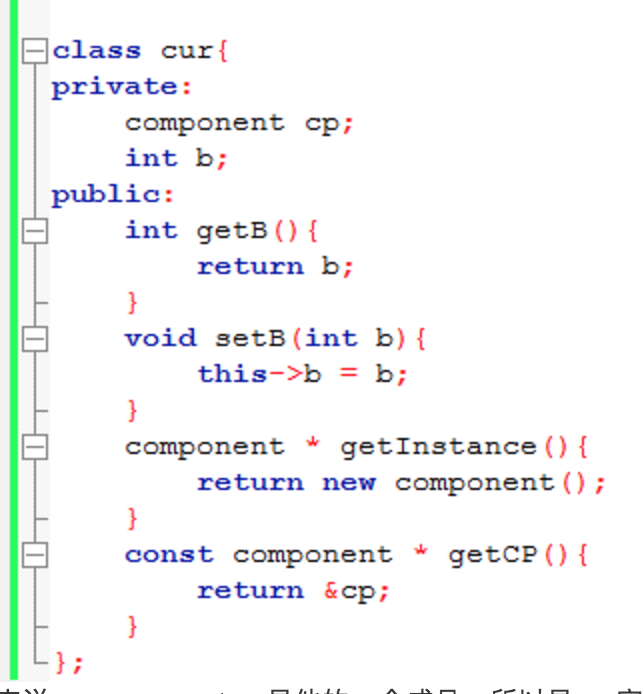 class cur{
private:
component cp;
int b;
public:
int getB(){
return b;
}
void setB(int b){
this->b = b;
}
component * getInstance(){
return new component();
}
const component * getCP(){
return &cp;
}
};